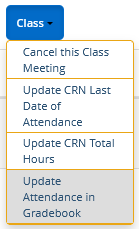 Class
Cancel this Class
Meeting
Update CRN Last
Date of
Attendance
Update CRN Total
Hours
Update
Attendance in
Gradebook